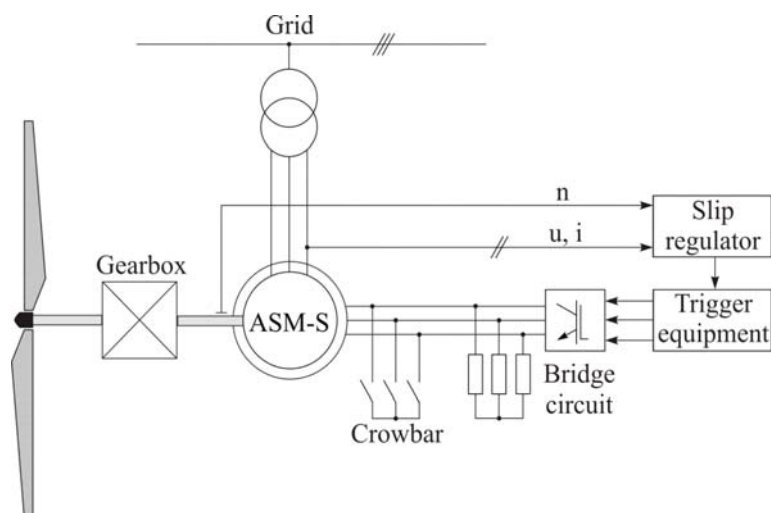 Grid
n
Slip
regulator
u, i
Gearbox
ASM-S
Trigger
equipment
Bridge
circuit
Crowbar